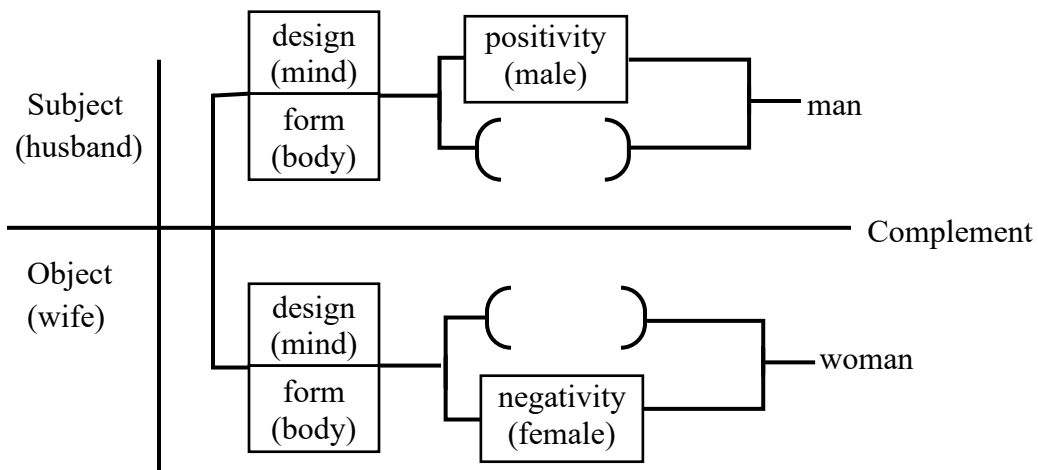 Subject
(husband)
design
(mind)
form
(body)
positivity
(male)
man
Complement
Object
(wife)
design
(mind)
form
(body)
negativity
(female)
woman